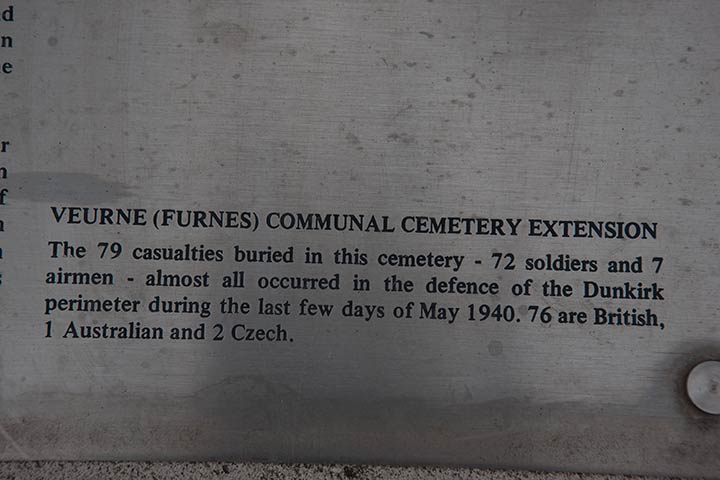 d
n
e
r
n
f
n
VEURNE (FURNES) COMMUNAL CEMETERY EXTENSION
The 79 casualties buried in this cemetery - 72 soldiers and 7
airmen - almost all occurred in the defence of the Dunkirk
perimeter during the last few days of May 1940. 76 are British,
1 Australian and 2 Czech.